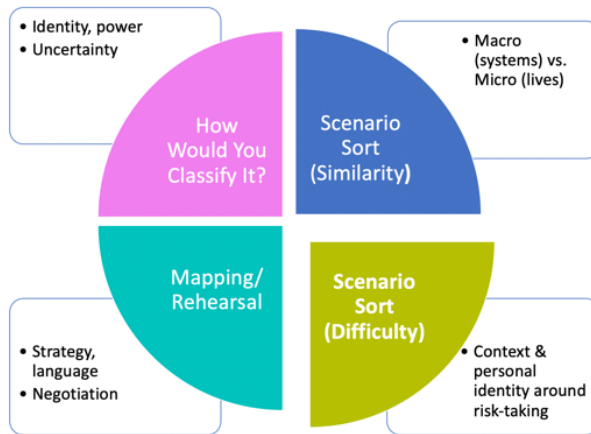 • Identity, power
• Uncertainty
How
Would You
Classify It?
Scenario
Sort
(Similarity)
• Macro
(systems) vs.
Micro (lives)
Mapping/
Rehearsal
Scenario
Sort
(Difficulty)
• Strategy,
language
• Negotiation
• Context &
personal
identity around
risk-taking